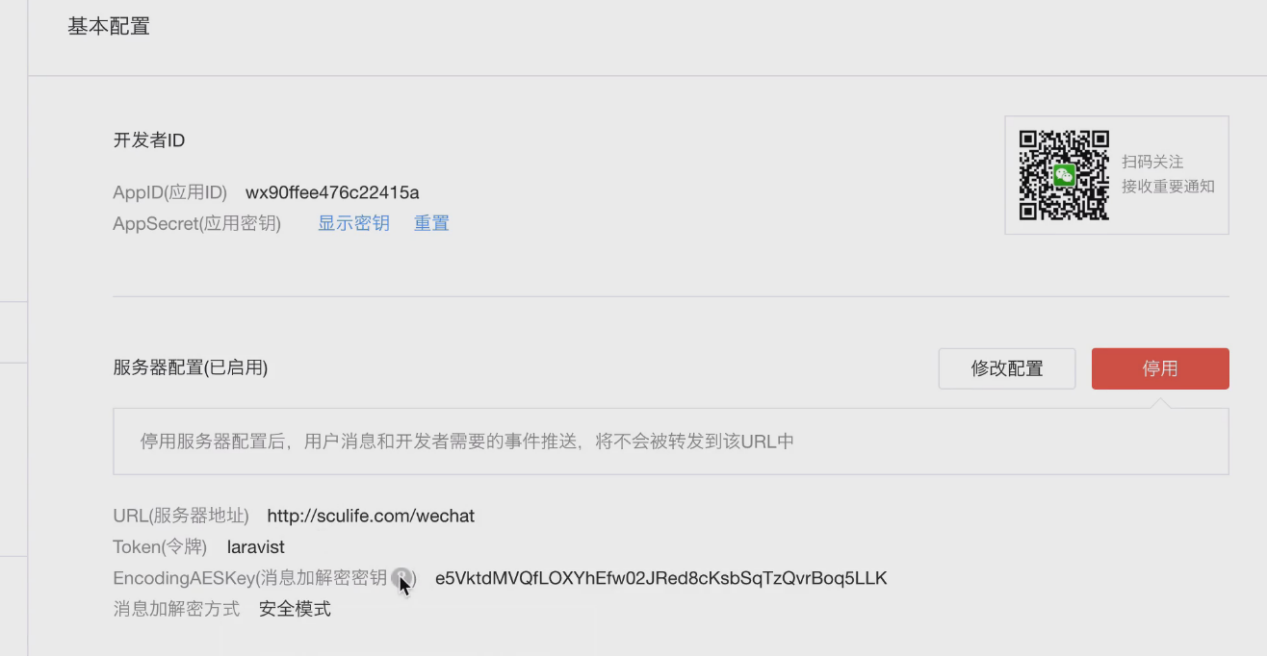 基本配置
开发者ID
AppID(应用ID) wx90ffee476c22415a
AppSecret(应用密钥) 显示密钥 重置
扫码关注
接收重要通知
服务器配置(已启用)
修改配置
停用
停用服务器配置后，用户消息和开发者需要的事件推送，将不会被转发到该URL中
URL(服务器地址) http://sculife.com/wechat
Token(令牌) laravist
EncodingAESKey(消息加解密密钥 ) e5VktdMVQfLOXYhEfw02JRed8cKsbSqTzQvrBoq5LLK
消息加解密方式 安全模式